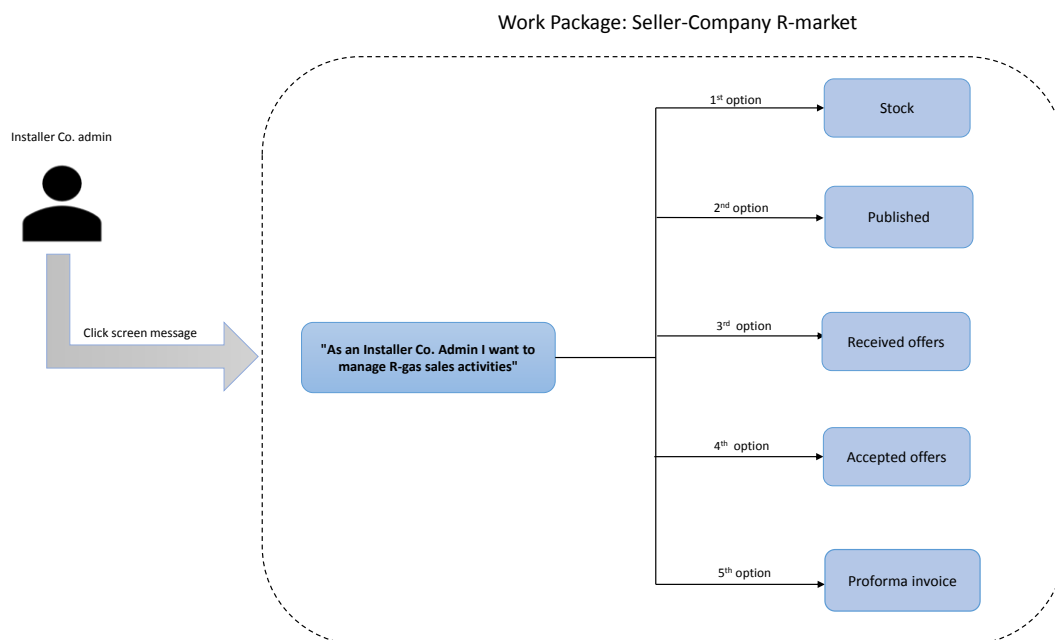 Work Package: Seller-Company R-market
Installer Co. admin
Click screen message
"As an Installer Co. Admin I want to
manage R-gas sales activities"
1st option
Stock
2nd option
Published
3rd option
Received offers
4th option
Accepted offers
5th option
Proforma invoice